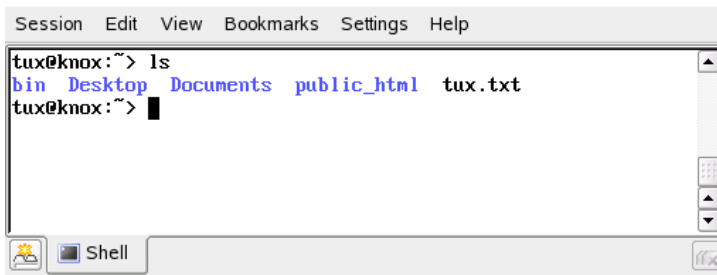 Session Edit View Bookmarks Settings Help
tux@knox:~> ls
bin Desktop Documents public_html tux.txt
tux@knox:~>
Shell